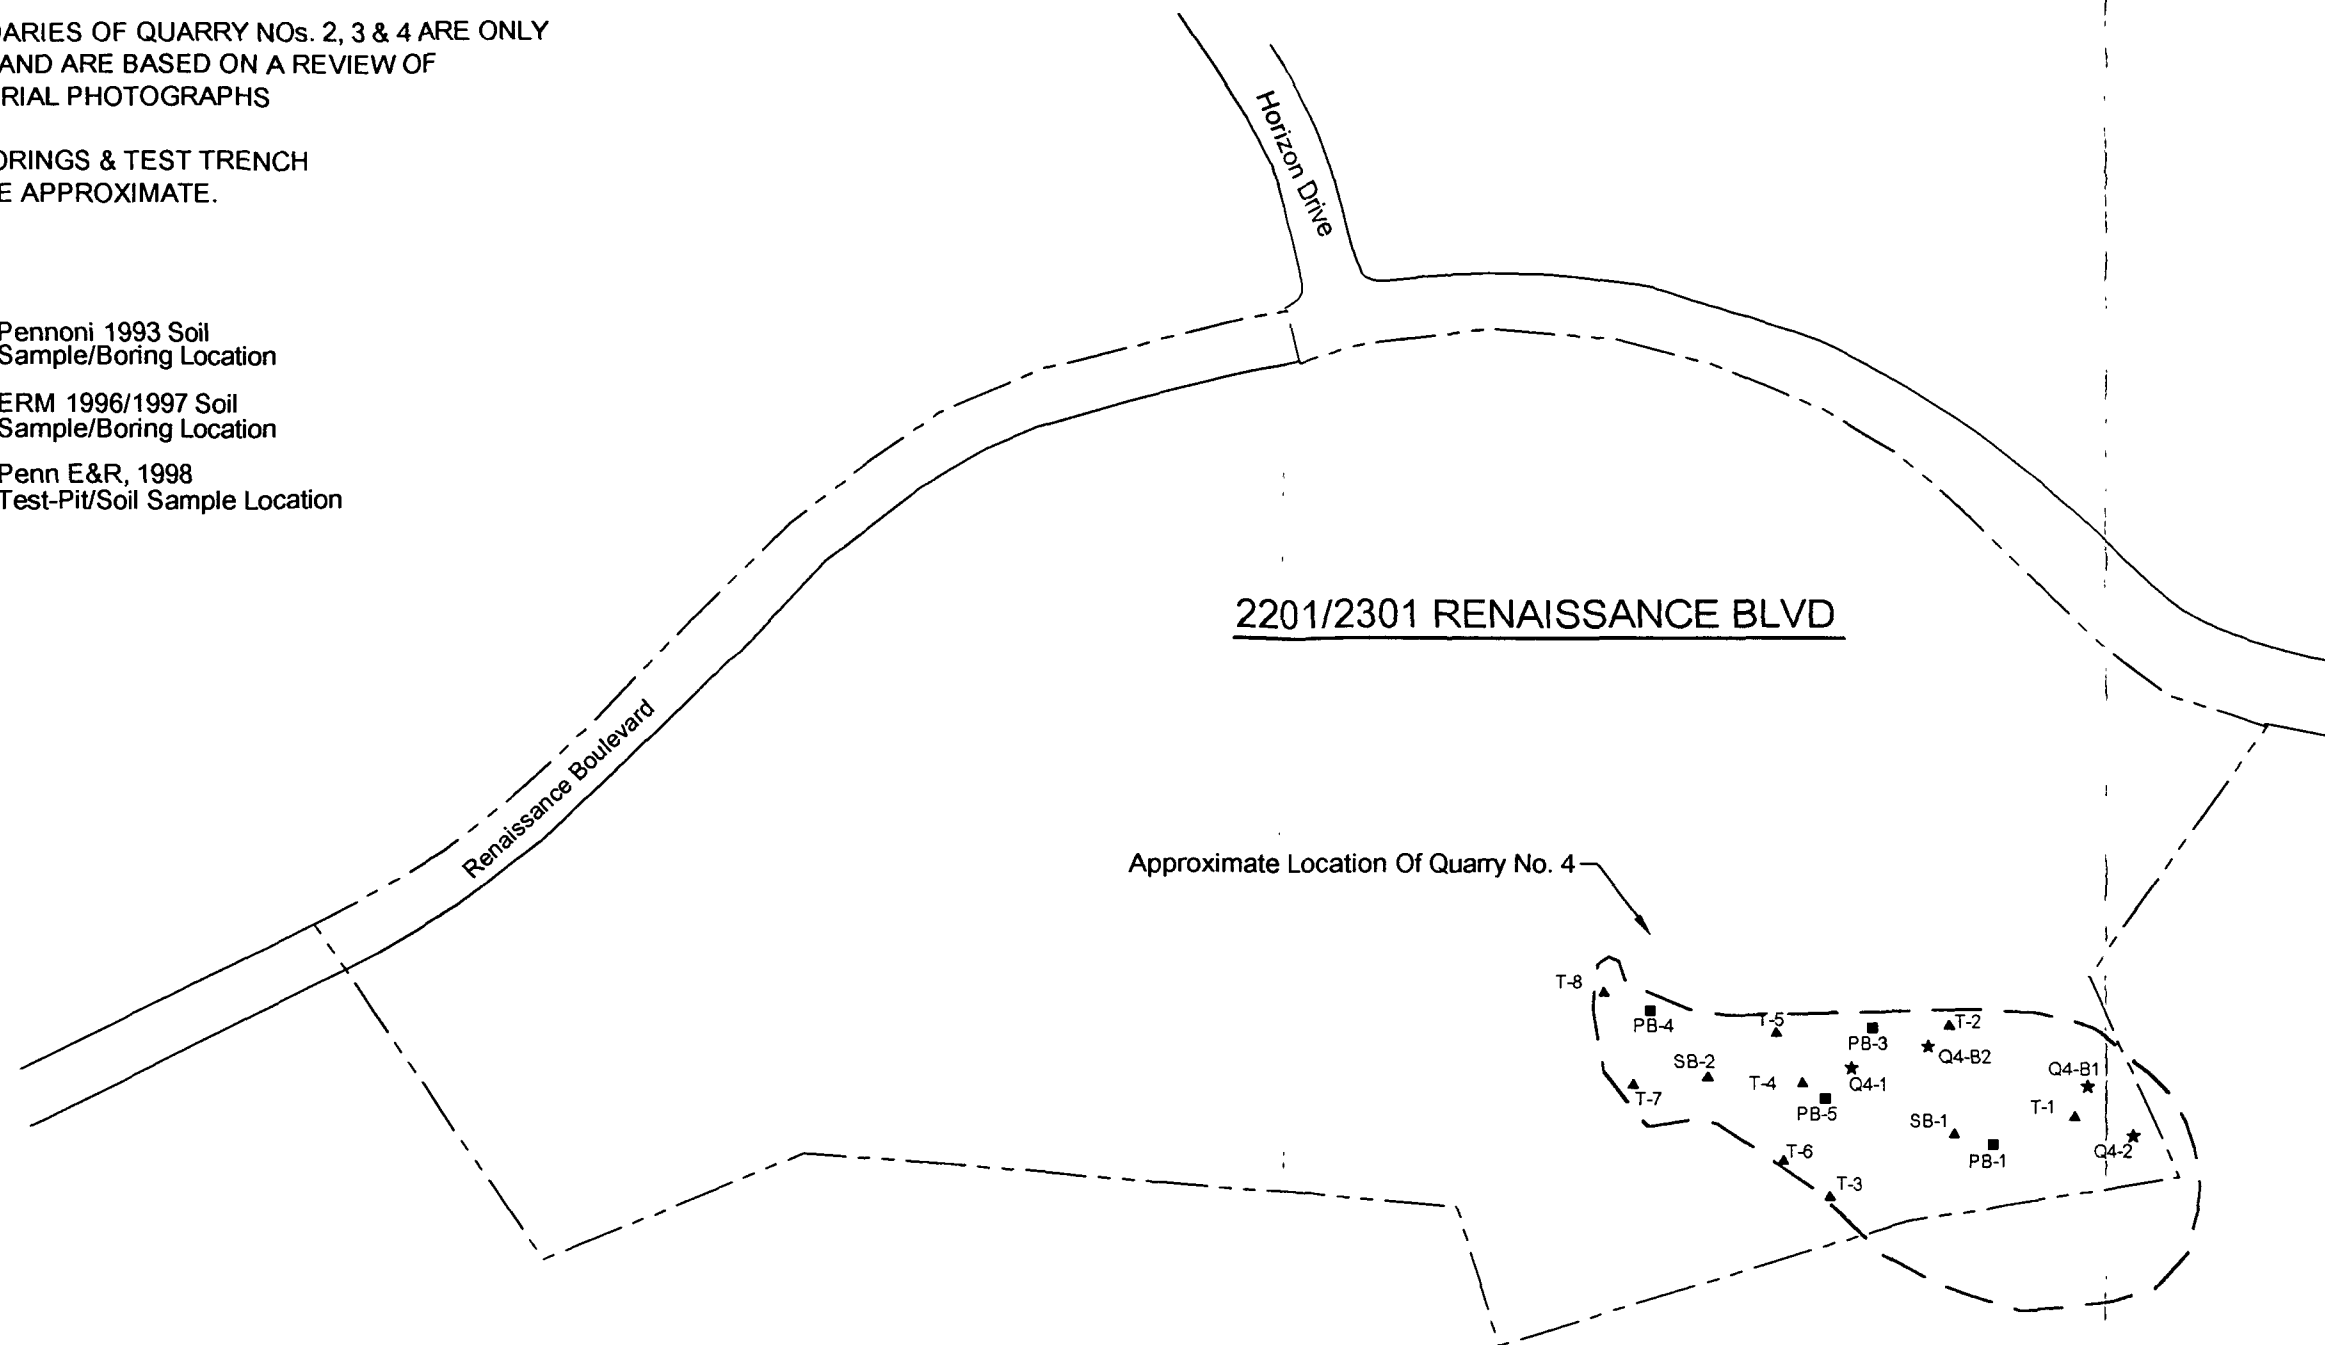 DARIES OF QUARRY NOs. 2, 3 & 4 ARE ONLY
AND ARE BASED ON A REVIEW OF
RIAL PHOTOGRAPHS
ORINGS & TEST TRENCH
E APPROXIMATE.
Pennoni 1993 Soil
Sample/Boring Location
ERM 1996/1997 Soil
Sample/Boring Location
Penn E&R, 1998
Test-Pit/Soil Sample Location
Horizon Drive
2201/2301 RENAISSANCE BLVD
Renaissance Boulevard
Approximate Location Of Quarry No. 4
T-8
PB-4
T-5
PB-3
T-2
Q4-B2
SB-2
T-4
Q4-1
Q4-B1
T-7
PB-5
T-1
SB-1
PB-1
Q4-2
T-6
T-3